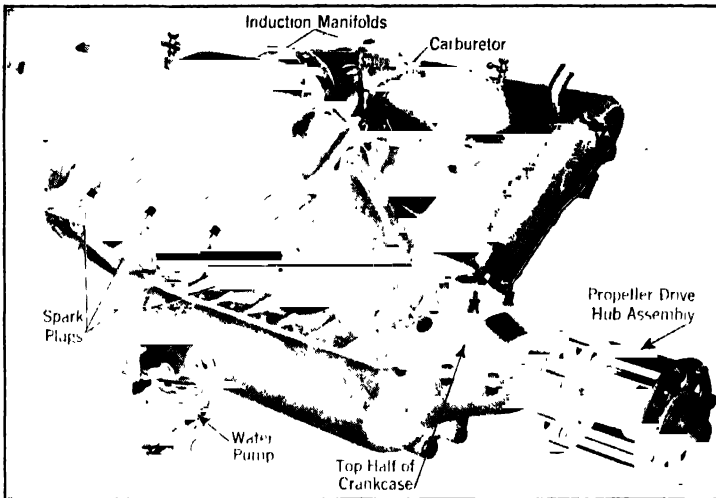 Induction Manifolds
Carburetor
Propeller Drive
Hub Assembly
Spark
Plugs
Water
Pump
Top Half of
Crankcase